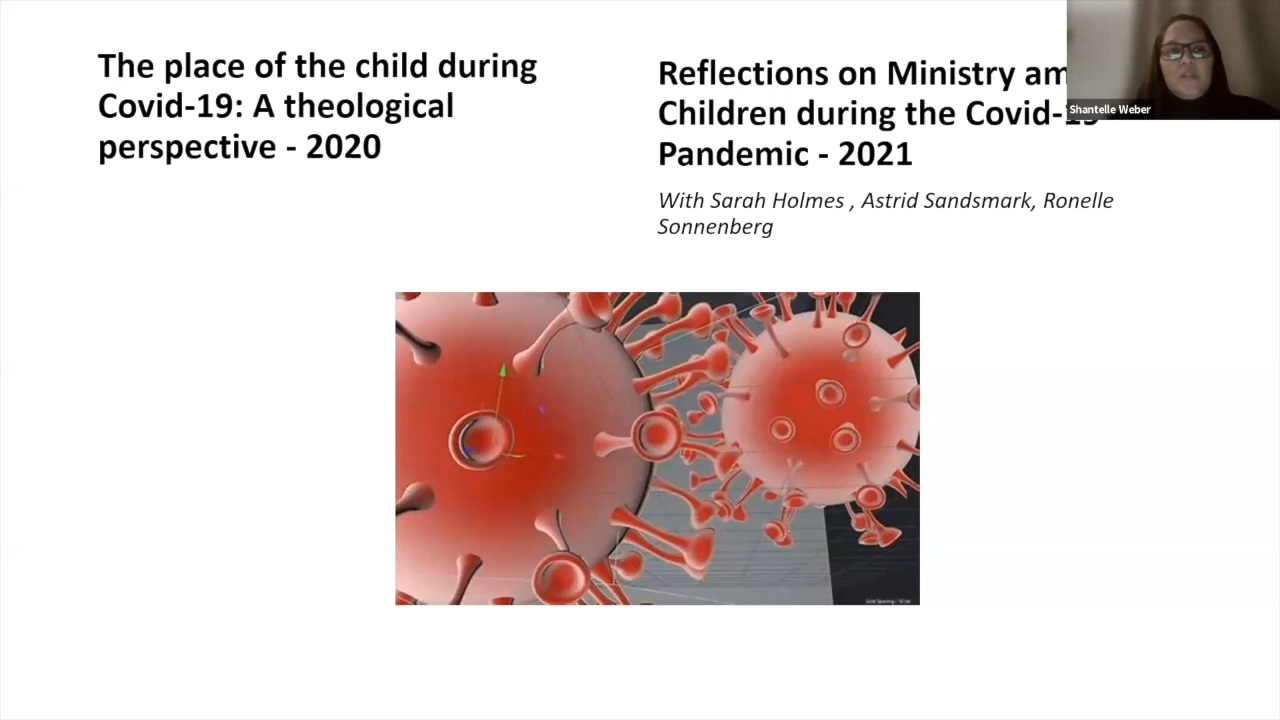 The place of the child during
Covid-19: A theological
perspective - 2020
Reflections on Ministry am
Children during the Covid-19
Pandemic - 2021
With Sarah Holmes , Astrid Sandsmark, Ronelle
Sonnenberg
Shantelle Weber